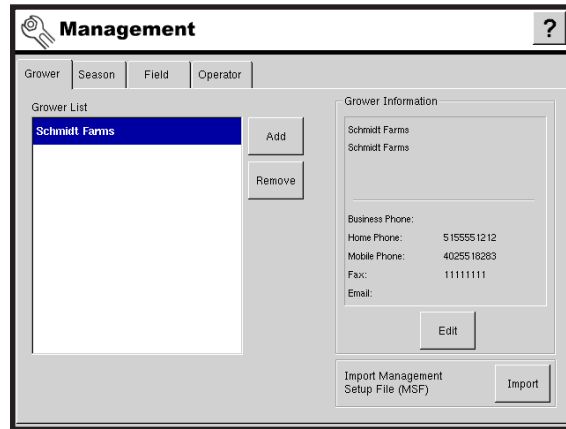 Management
?
Grower
Season
Field
Operator
Grower List
Schmidt Farms
Add
Remove
Grower Information
Schmidt Farms
Schmidt Farms
Business Phone:
Home Phone: 5155551212
Mobile Phone: 4025518283
Fax: 11111111
Email:
Edit
Import Management
Setup File (MSF)
Import